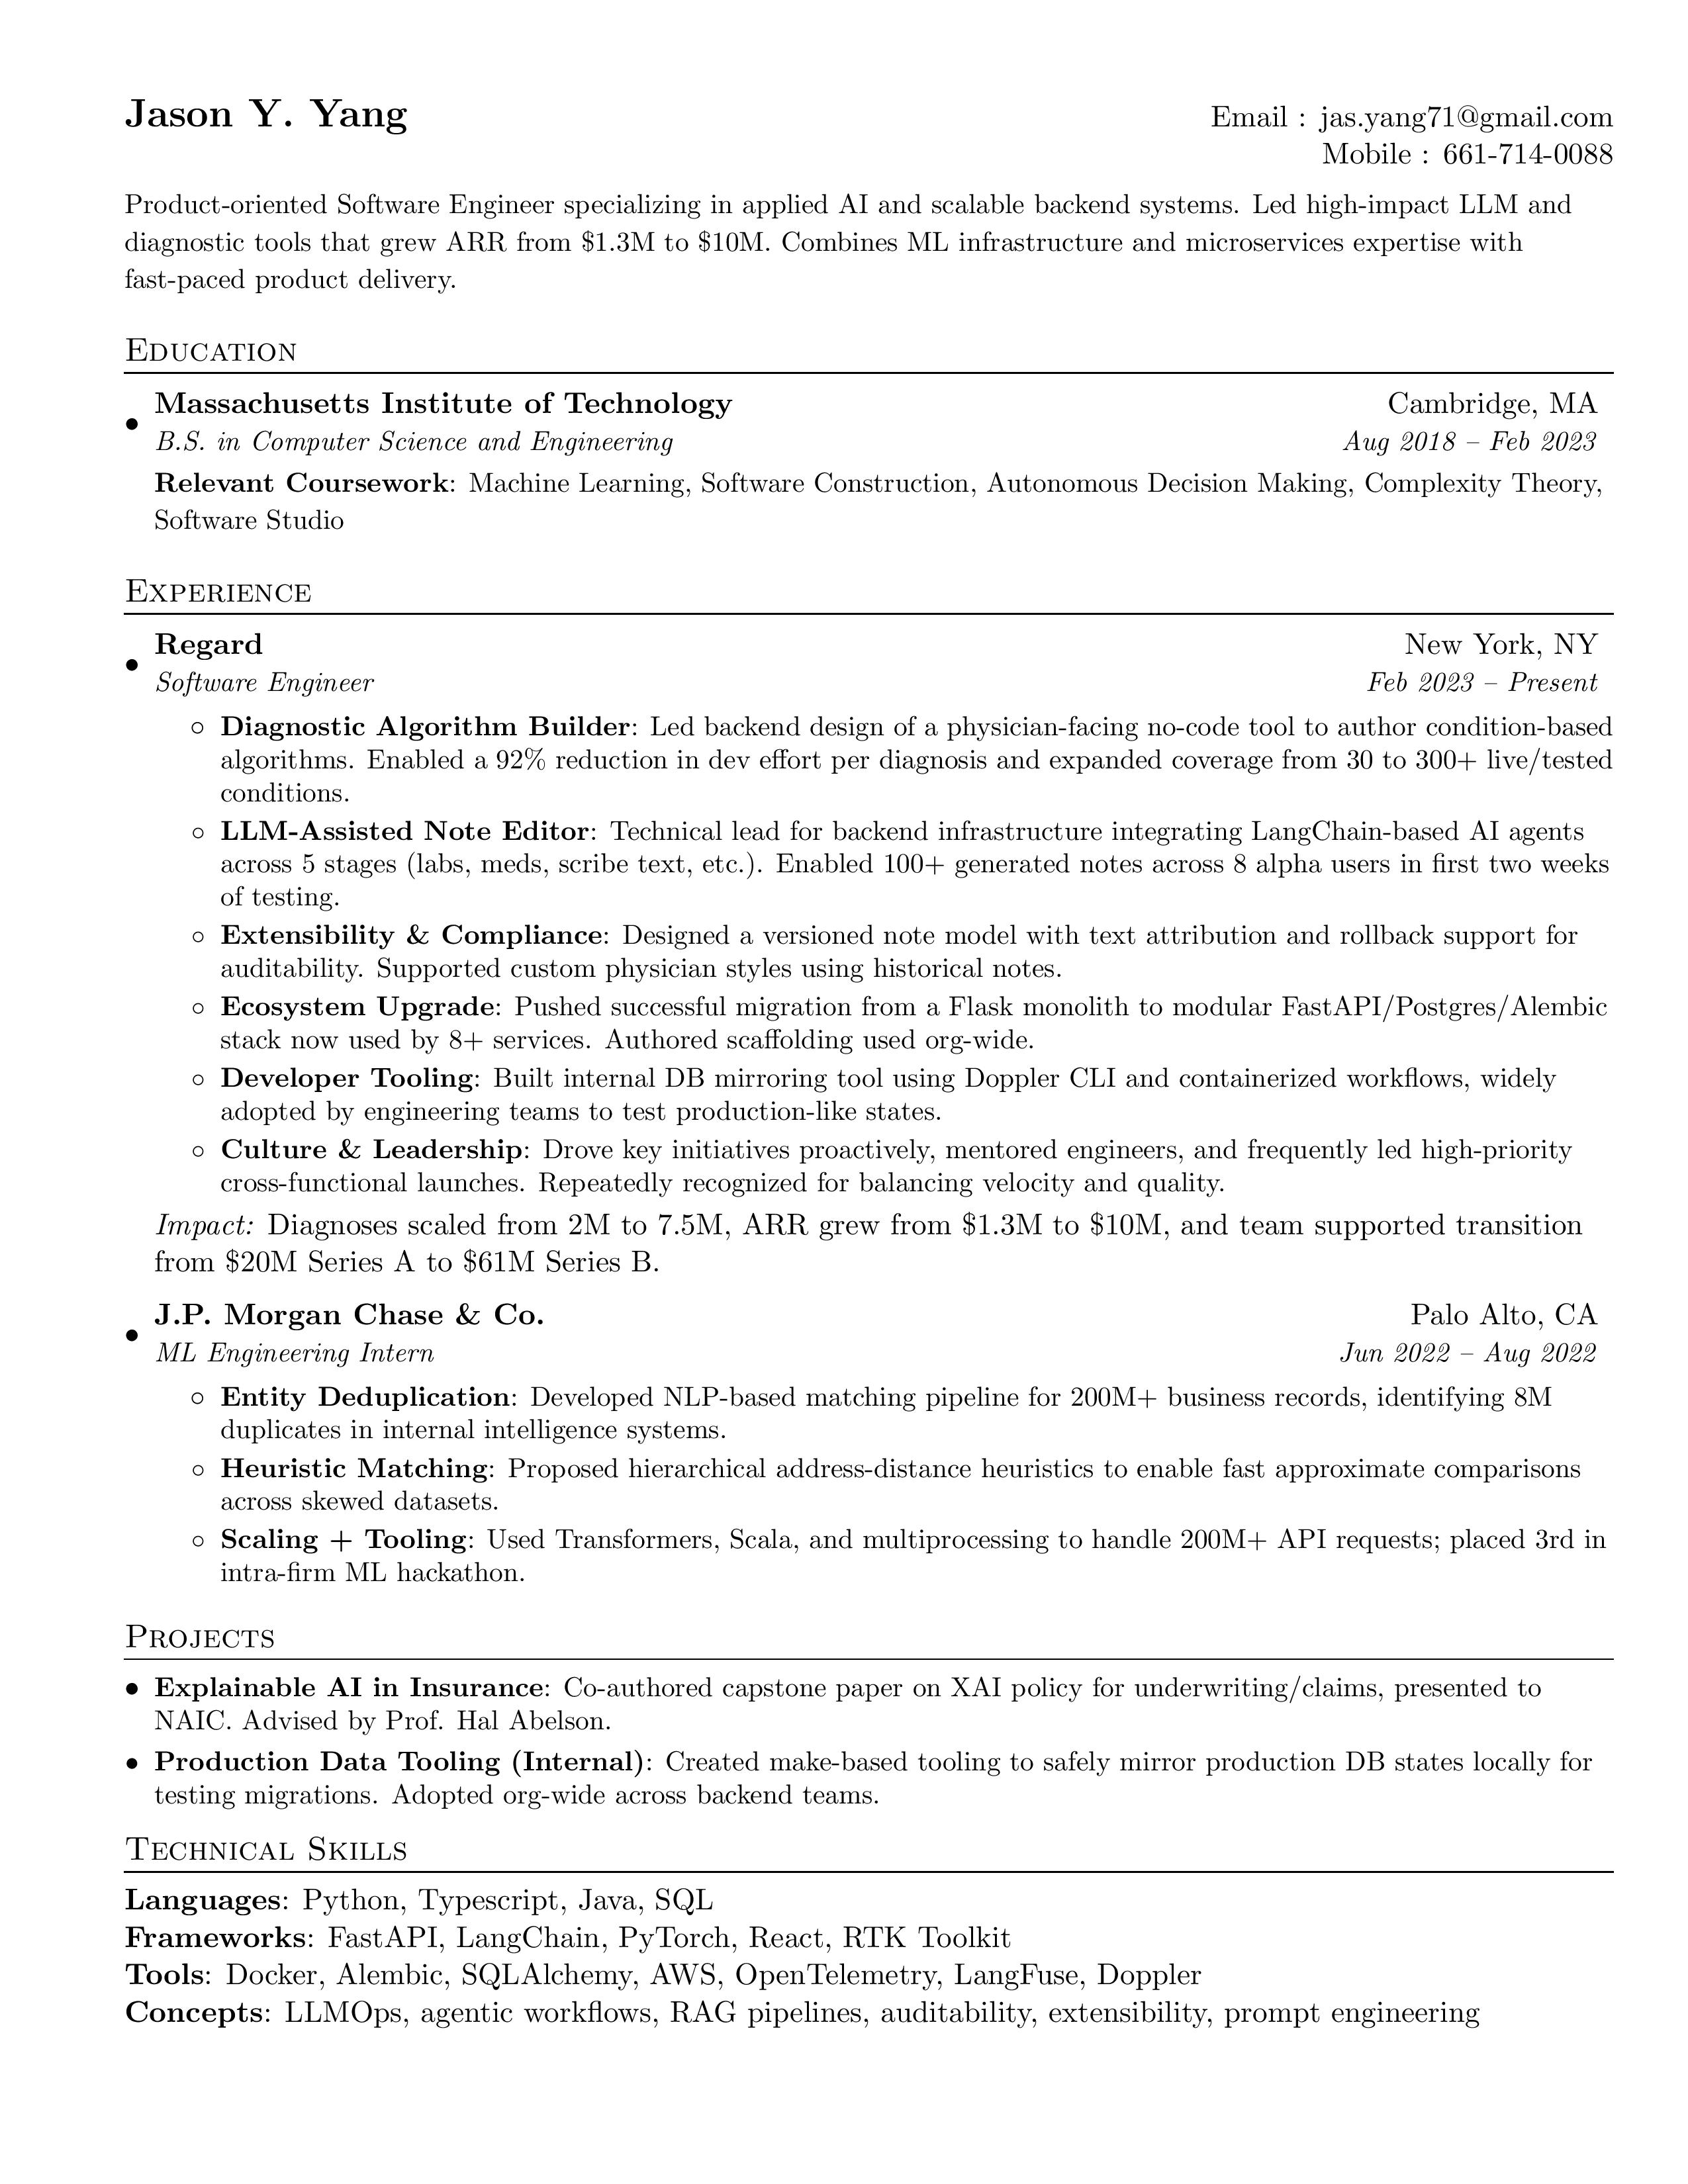 Jason Y. Yang
Email : jas.yang71@gmail.com
Mobile : 661-714-0088
Product-oriented Software Engineer specializing in applied AI and scalable backend systems. Led high-impact LLM and
diagnostic tools that grew ARR from $1.3M to $10M. Combines ML infrastructure and microservices expertise with
fast-paced product delivery.
Education
• Massachusetts Institute of Technology Cambridge, MA
B.S. in Computer Science and Engineering Aug 2018 – Feb 2023
Relevant Coursework: Machine Learning, Software Construction, Autonomous Decision Making, Complexity Theory,
Software Studio
Experience
• Regard New York, NY
Software Engineer Feb 2023 – Present
◦ Diagnostic Algorithm Builder: Led backend design of a physician-facing no-code tool to author condition-based
algorithms. Enabled a 92% reduction in dev effort per diagnosis and expanded coverage from 30 to 300+ live/tested
conditions.
◦ LLM-Assisted Note Editor: Technical lead for backend infrastructure integrating LangChain-based AI agents
across 5 stages (labs, meds, scribe text, etc.). Enabled 100+ generated notes across 8 alpha users in first two weeks
of testing.
◦ Extensibility & Compliance: Designed a versioned note model with text attribution and rollback support for
auditability. Supported custom physician styles using historical notes.
◦ Ecosystem Upgrade: Pushed successful migration from a Flask monolith to modular FastAPI/Postgres/Alembic
stack now used by 8+ services. Authored scaffolding used org-wide.
◦ Developer Tooling: Built internal DB mirroring tool using Doppler CLI and containerized workflows, widely
adopted by engineering teams to test production-like states.
◦ Culture & Leadership: Drove key initiatives proactively, mentored engineers, and frequently led high-priority
cross-functional launches. Repeatedly recognized for balancing velocity and quality.
Impact: Diagnoses scaled from 2M to 7.5M, ARR grew from $1.3M to $10M, and team supported transition
from $20M Series A to $61M Series B.
• J.P. Morgan Chase & Co. Palo Alto, CA
ML Engineering Intern Jun 2022 – Aug 2022
◦ Entity Deduplication: Developed NLP-based matching pipeline for 200M+ business records, identifying 8M
duplicates in internal intelligence systems.
◦ Heuristic Matching: Proposed hierarchical address-distance heuristics to enable fast approximate comparisons
across skewed datasets.
◦ Scaling + Tooling: Used Transformers, Scala, and multiprocessing to handle 200M+ API requests; placed 3rd in
intra-firm ML hackathon.
Projects
• Explainable AI in Insurance: Co-authored capstone paper on XAI policy for underwriting/claims, presented to
NAIC. Advised by Prof. Hal Abelson.
• Production Data Tooling (Internal): Created make-based tooling to safely mirror production DB states locally for
testing migrations. Adopted org-wide across backend teams.
Technical Skills
Languages: Python, Typescript, Java, SQL
Frameworks: FastAPI, LangChain, PyTorch, React, RTK Toolkit
Tools: Docker, Alembic, SQLAlchemy, AWS, OpenTelemetry, LangFuse, Doppler
Concepts: LLMOps, agentic workflows, RAG pipelines, auditability, extensibility, prompt engineering